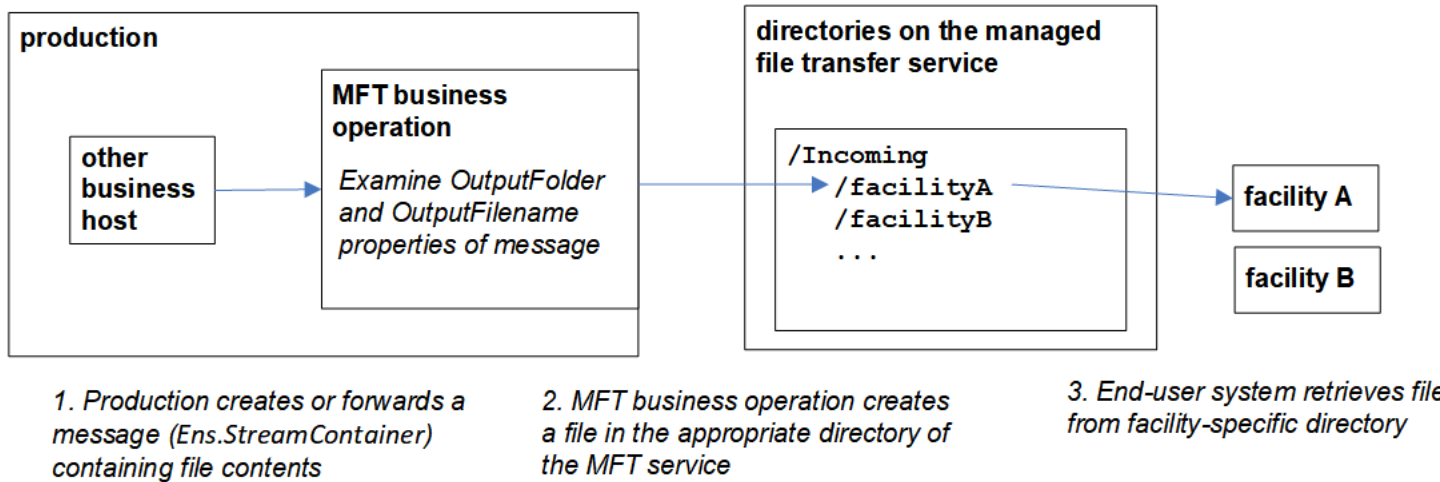 production
other
business
host
MFT business
operation
Examine OutputFolder
and OutputFilename
properties of message
directories on the managed
file transfer service
/Incoming
/facilityA
/facilityB
...
facility A
facility B
1. Production creates or forwards a
message (Ens.StreamContainer)
containing file contents
2. MFT business operation creates
a file in the appropriate directory of
the MFT service
3. End-user system retrieves file
from facility-specific directory